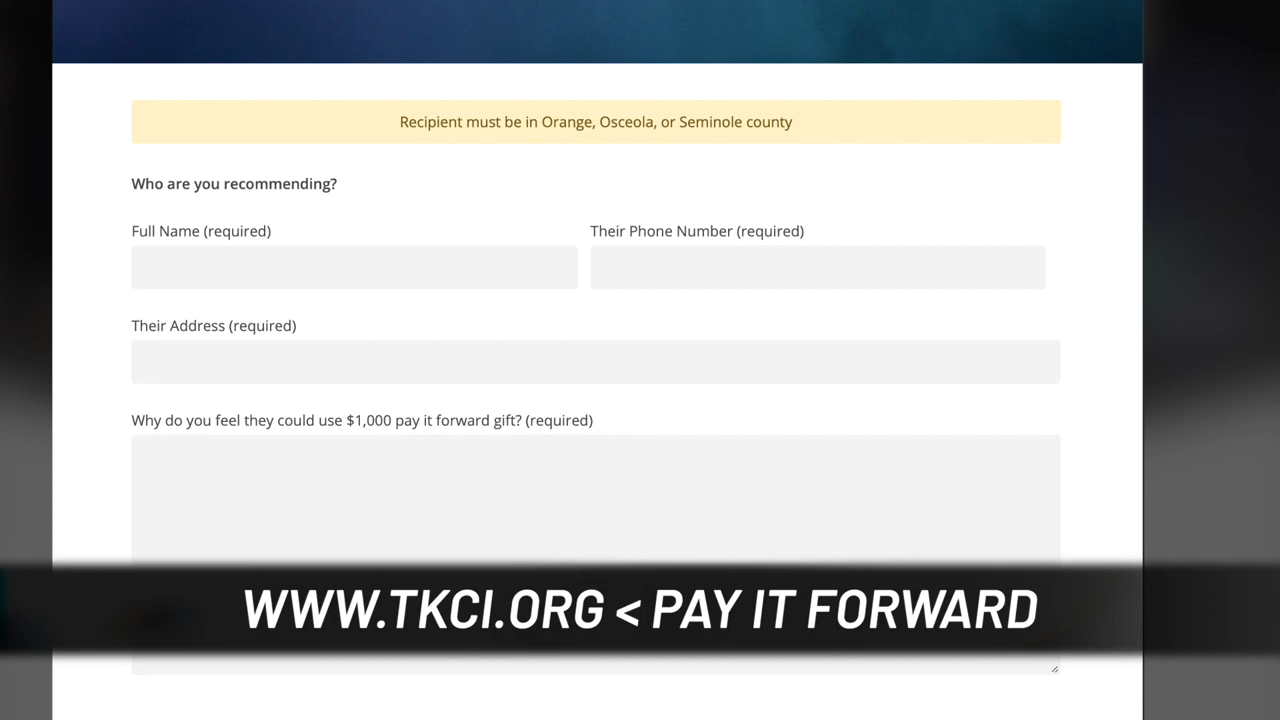 Recipient must be in Orange, Osceola, or Seminole county
Who are you recommending?
Full Name (required)
Their Phone Number (required)
Their Address (required)
Why do you feel they could use $1,000 pay it forward gift? (required)
WWW.TKCI.ORG < PAY IT FORWARD